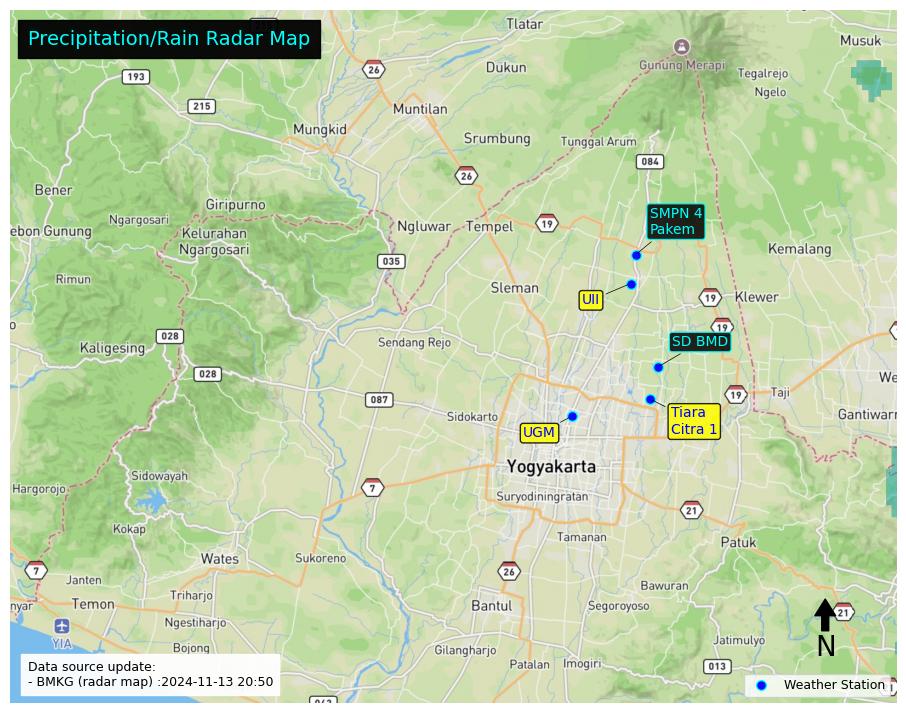 Precipitation/Rain Radar Map
Tlatar
Musuk
26
Gunung Merapi
Dukun
Tegalrejo
193
Ngelo
215
Muntilan
Mungkid
Srumbung
Tunggal Arum
084
26
Bener
Giripurno
SMPN 4
Pakem
Ngargosari
ebon Gunung
Kelurahan
Ngargosari
Ngluwar
Tempel
19
Kemalang
035
Rimun
Sleman
UII
19
Klewer
19
028
Kaligesing
Sendang Rejo
SD BMD
028
We
087
19
Taji
Sidokarto
UGM
Tiara
Citra 1
Gantiwarn
Yogyakarta
Sidowayah
Hargorojo
7
Suryodiningratan
21
Kokap
Tamanan
Patuk
Wates
Sukoreno
7
26
Janten
Bawuran
nyar
Temon
Triharjo
Bantul
Segoroyoso
21
YIA
Ngestiharjo
N
Bojong
Gilangharjo
Jatimulyo
Patalan
Imogiri
013
Data source update:
- BMKG (radar map) :2024-11-13 20:50
Weather Station